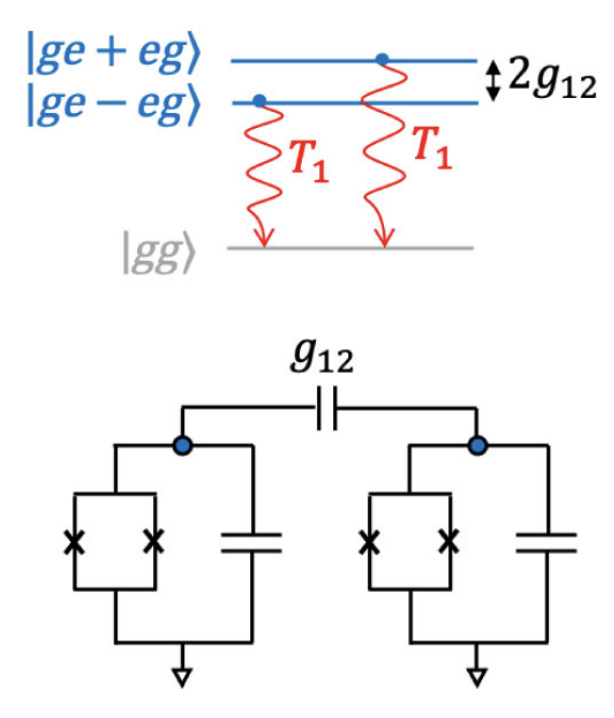 |ge + eg⟩
2g₁₂
|ge − eg⟩
T₁
T₁
|gg⟩
g₁₂